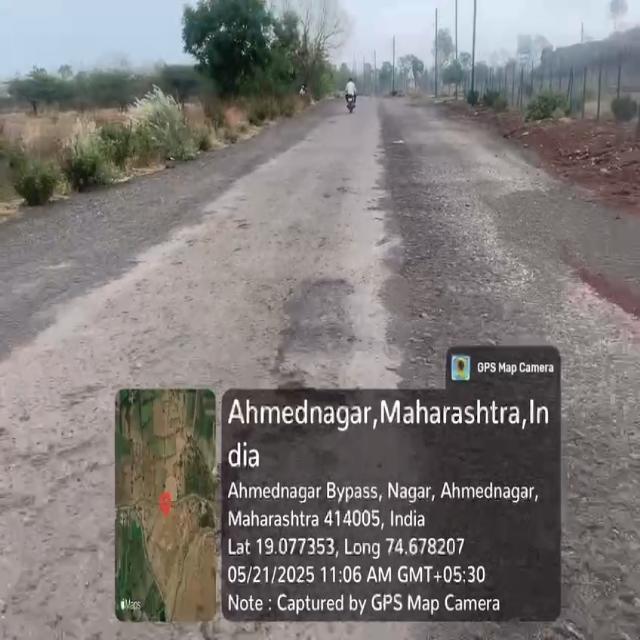 GPS Map Camera
Ahmednagar,Maharashtra,In
dia
Ahmednagar Bypass, Nagar, Ahmednagar,
Maharashtra 414005, India
Lat 19.077353, Long 74.678207
05/21/2025 11:06 AM GMT+05:30
Note : Captured by GPS Map Camera
Maps